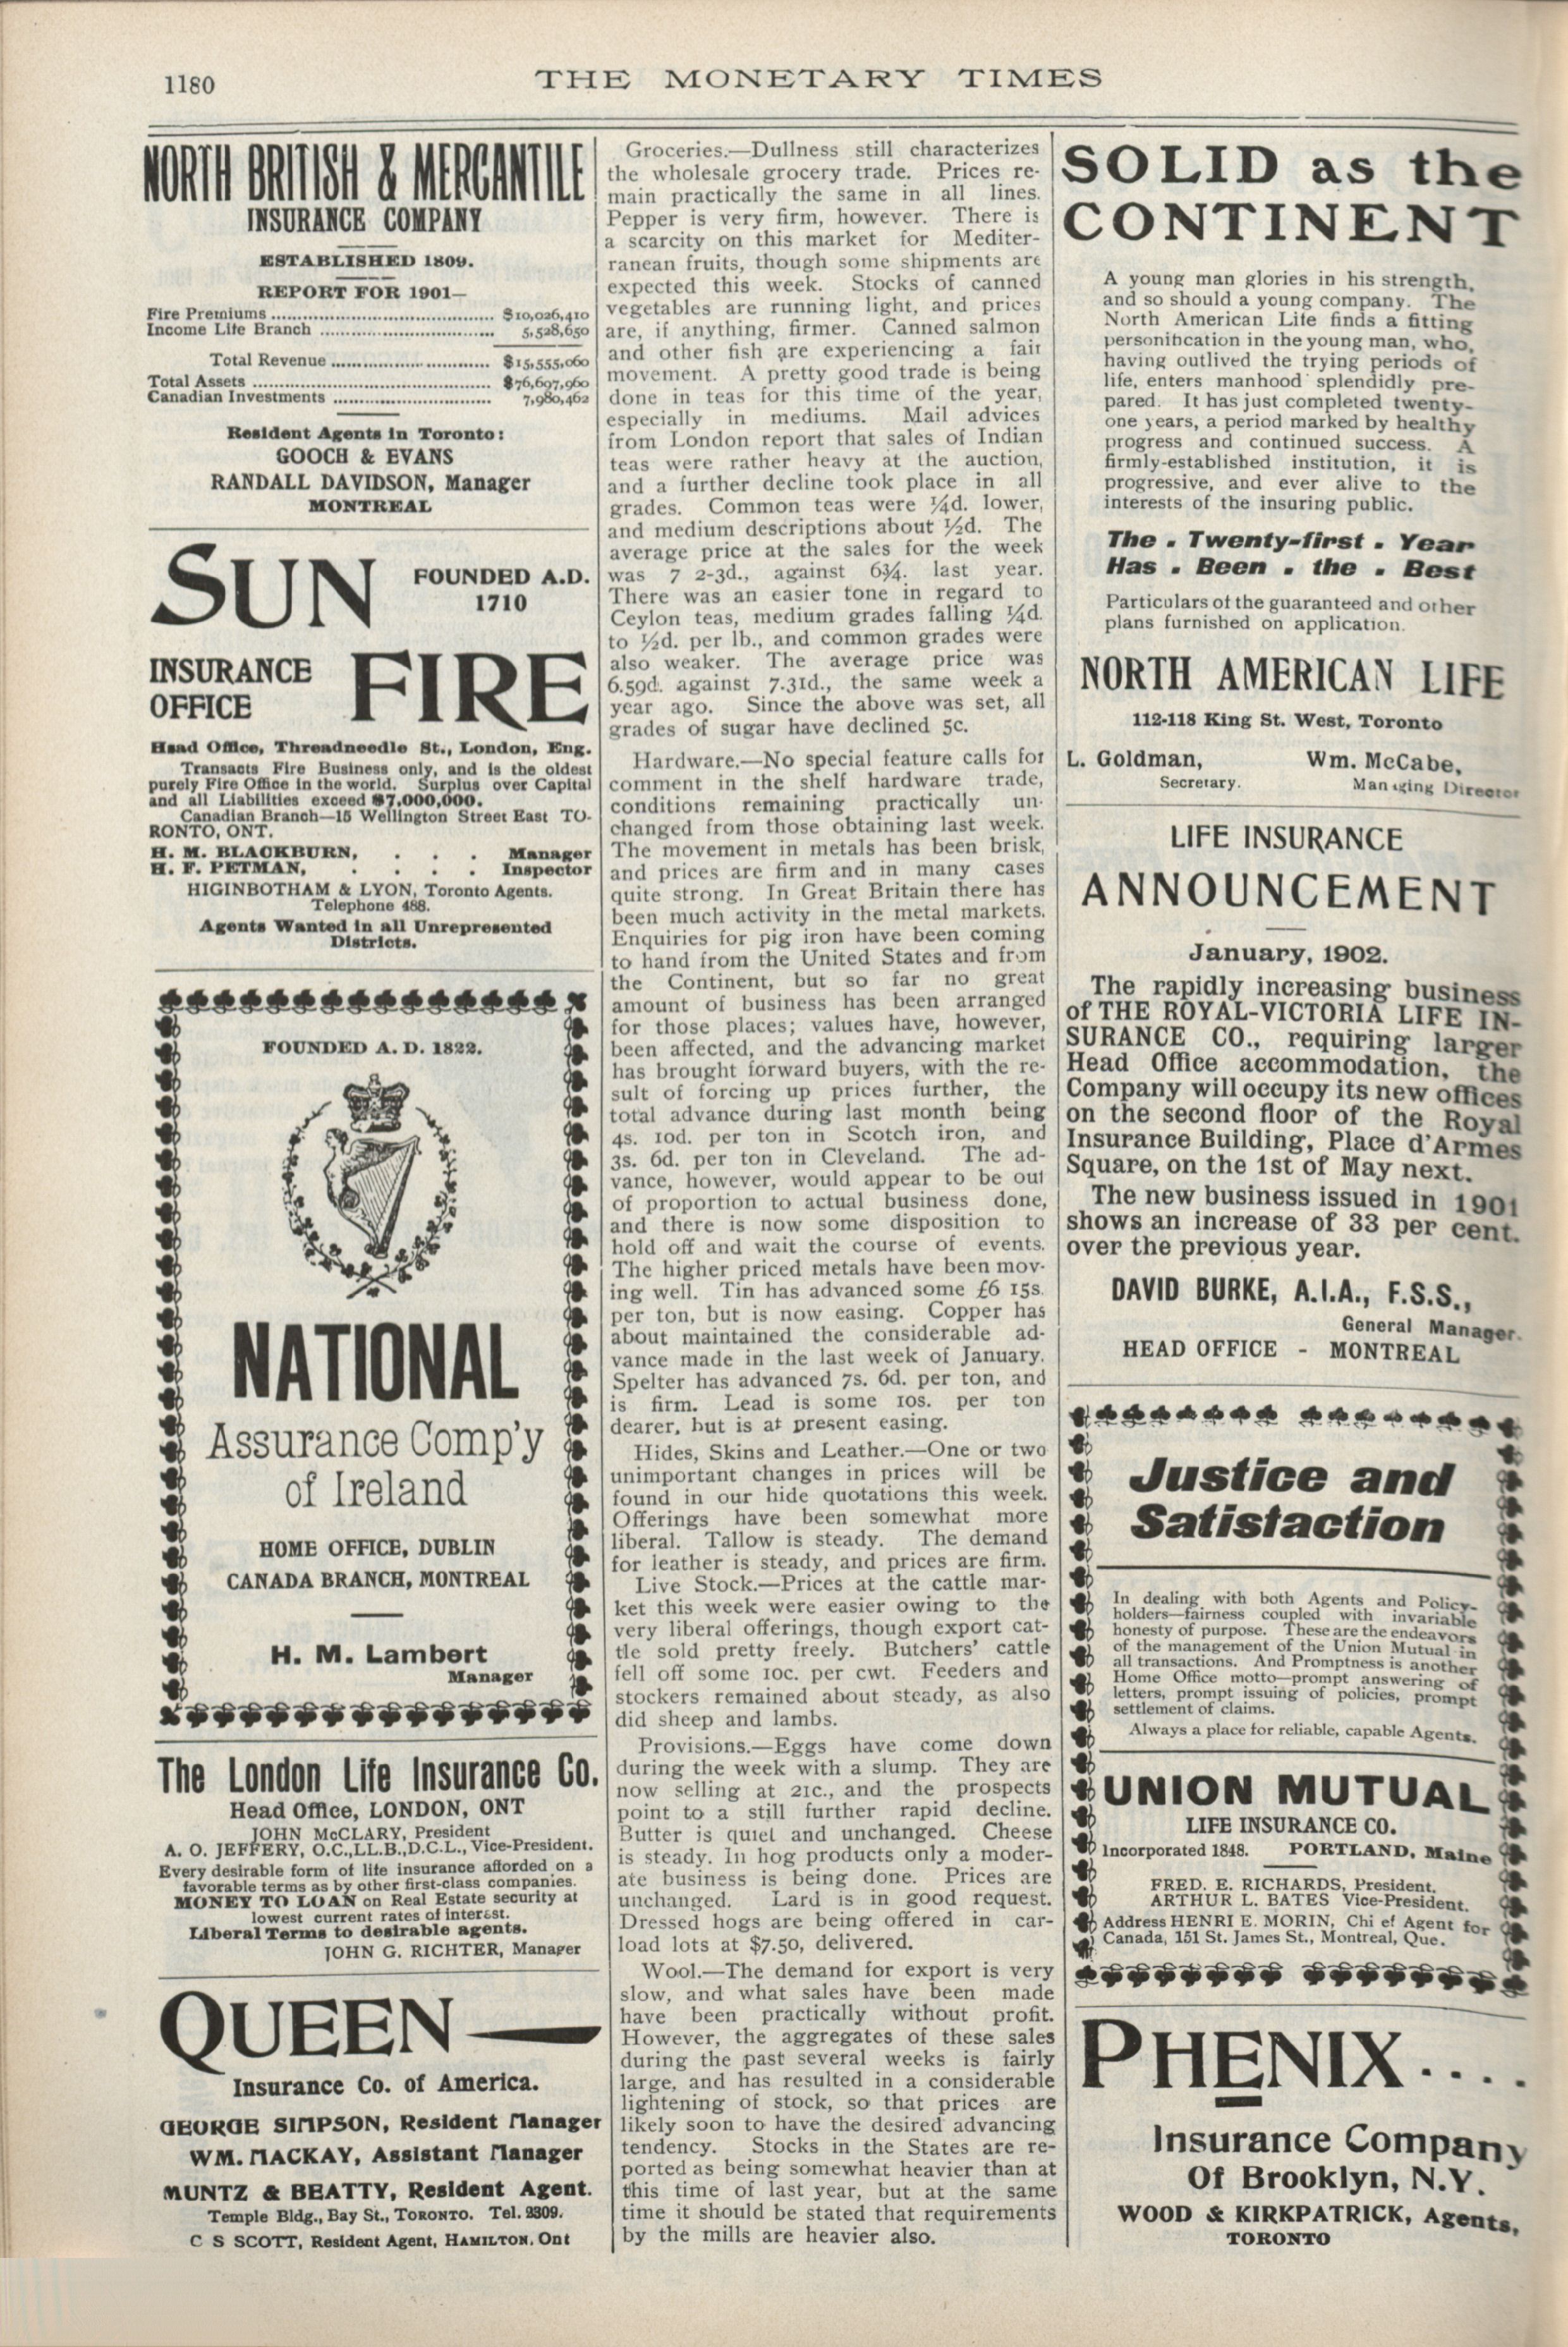 1180
THE MONETARY TIMES
NORTH BRITISH & MERCANTILE
INSURANCE COMPANY
ESTABLISHED 1809.
REPORT FOR 1901—
Fire Premiums ........................................... $10,026,410
Income Life Branch .................................. 5,528,650
Total Revenue ................................ $15,555,060
Total Assets ............................................... $76,697,960
Canadian Investments ............................... 7,980,462
Resident Agents in Toronto:
GOOCH & EVANS
RANDALL DAVIDSON, Manager
MONTREAL
SUN FOUNDED A.D.
1710
INSURANCE
OFFICE FIRE
Head Office, Threadneedle St., London, Eng.
Transacts Fire Business only, and is the oldest
purely Fire Office in the world. Surplus over Capital
and all Liabilities exceed $7,000,000.
Canadian Branch—15 Wellington Street East TO-
RONTO, ONT.
H. M. BLACKBURN, . . . Manager
H. F. PETMAN, . . . . Inspector
HIGINBOTHAM & LYON, Toronto Agents.
Telephone 488.
Agents Wanted in all Unrepresented
Districts.
FOUNDED A. D. 1822.
NATIONAL
Assurance Comp'y
of Ireland
HOME OFFICE, DUBLIN
CANADA BRANCH, MONTREAL
H. M. Lambert
Manager
The London Life Insurance Co.
Head Office, LONDON, ONT
JOHN McCLARY, President
A. O. JEFFERY, O.C.,LL.B.,D.C.L., Vice-President.
Every desirable form of life insurance afforded on a
favorable terms as by other first-class companies.
MONEY TO LOAN on Real Estate security at
lowest current rates of interest.
Liberal Terms to desirable agents.
JOHN G. RICHTER, Manager
QUEEN—
Insurance Co. of America.
GEORGE SIMPSON, Resident Manager
WM. MACKAY, Assistant Manager
MUNTZ & BEATTY, Resident Agent.
Temple Bldg., Bay St., TORONTO. Tel. 2309.
C S SCOTT, Resident Agent, HAMILTON, Ont
Groceries.—Dullness still characterizes
the wholesale grocery trade. Prices re-
main practically the same in all lines.
Pepper is very firm, however. There is
a scarcity on this market for Mediter-
ranean fruits, though some shipments are
expected this week. Stocks of canned
vegetables are running light, and prices
are, if anything, firmer. Canned salmon
and other fish are experiencing a fair
movement. A pretty good trade is being
done in teas for this time of the year,
especially in mediums. Mail advices
from London report that sales of Indian
teas were rather heavy at the auction,
and a further decline took place in all
grades. Common teas were ¼d. lower,
and medium descriptions about ½d. The
average price at the sales for the week
was 7 2-3d., against 6¾. last year.
There was an easier tone in regard to
Ceylon teas, medium grades falling ¼d.
to ½d. per lb., and common grades were
also weaker. The average price was
6.59d. against 7.31d., the same week a
year ago. Since the above was set, all
grades of sugar have declined 5c.
Hardware.—No special feature calls for
comment in the shelf hardware trade,
conditions remaining practically un-
changed from those obtaining last week.
The movement in metals has been brisk,
and prices are firm and in many cases
quite strong. In Great Britain there has
been much activity in the metal markets.
Enquiries for pig iron have been coming
to hand from the United States and from
the Continent, but so far no great
amount of business has been arranged
for those places; values have, however,
been affected, and the advancing market
has brought forward buyers, with the re-
sult of forcing up prices further, the
total advance during last month being
4s. 10d. per ton in Scotch iron, and
3s. 6d. per ton in Cleveland. The ad-
vance, however, would appear to be out
of proportion to actual business done,
and there is now some disposition to
hold off and wait the course of events.
The higher priced metals have been mov-
ing well. Tin has advanced some £6 15s.
per ton, but is now easing. Copper has
about maintained the considerable ad-
vance made in the last week of January.
Spelter has advanced 7s. 6d. per ton, and
is firm. Lead is some 10s. per ton
dearer, but is at present easing.
Hides, Skins and Leather.—One or two
unimportant changes in prices will be
found in our hide quotations this week.
Offerings have been somewhat more
liberal. Tallow is steady. The demand
for leather is steady, and prices are firm.
Live Stock.—Prices at the cattle mar-
ket this week were easier owing to the
very liberal offerings, though export cat-
tle sold pretty freely. Butchers' cattle
fell off some 10c. per cwt. Feeders and
stockers remained about steady, as also
did sheep and lambs.
Provisions.—Eggs have come down
during the week with a slump. They are
now selling at 21c., and the prospects
point to a still further rapid decline.
Butter is quiet and unchanged. Cheese
is steady. In hog products only a moder-
ate business is being done. Prices are
unchanged. Lard is in good request.
Dressed hogs are being offered in car-
load lots at $7.50, delivered.
Wool.—The demand for export is very
slow, and what sales have been made
have been practically without profit.
However, the aggregates of these sales
during the past several weeks is fairly
large, and has resulted in a considerable
lightening of stock, so that prices are
likely soon to have the desired advancing
tendency. Stocks in the States are re-
ported as being somewhat heavier than at
this time of last year, but at the same
time it should be stated that requirements
by the mills are heavier also.
SOLID as the
CONTINENT
A young man glories in his strength,
and so should a young company. The
North American Life finds a fitting
personification in the young man, who,
having outlived the trying periods of
life, enters manhood splendidly pre-
pared. It has just completed twenty-
one years, a period marked by healthy
progress and continued success. A
firmly-established institution, it is
progressive, and ever alive to the
interests of the insuring public.
The . Twenty-first . Year
Has . Been . the . Best
Particulars of the guaranteed and other
plans furnished on application.
NORTH AMERICAN LIFE
112-118 King St. West, Toronto
L. Goldman, Wm. McCabe,
Secretary. Managing Director
LIFE INSURANCE
ANNOUNCEMENT
January, 1902.
The rapidly increasing business
of THE ROYAL-VICTORIA LIFE IN-
SURANCE CO., requiring larger
Head Office accommodation, the
Company will occupy its new offices
on the second floor of the Royal
Insurance Building, Place d'Armes
Square, on the 1st of May next.
The new business issued in 1901
shows an increase of 33 per cent.
over the previous year.
DAVID BURKE, A.I.A., F.S.S.,
General Manager.
HEAD OFFICE - MONTREAL
Justice and
Satisfaction
In dealing with both Agents and Policy-
holders—fairness coupled with invariable
honesty of purpose. These are the endeavors
of the management of the Union Mutual in
all transactions. And Promptness is another
Home Office motto—prompt answering of
letters, prompt issuing of policies, prompt
settlement of claims.
Always a place for reliable, capable Agents.
UNION MUTUAL
LIFE INSURANCE CO.
Incorporated 1848. PORTLAND, Maine
FRED. E. RICHARDS, President.
ARTHUR L. BATES Vice-President.
Address HENRI E. MORIN, Chi ef Agent for
Canada, 151 St. James St., Montreal, Que.
PHENIX....
Insurance Company
Of Brooklyn, N.Y.
WOOD & KIRKPATRICK, Agents,
TORONTO